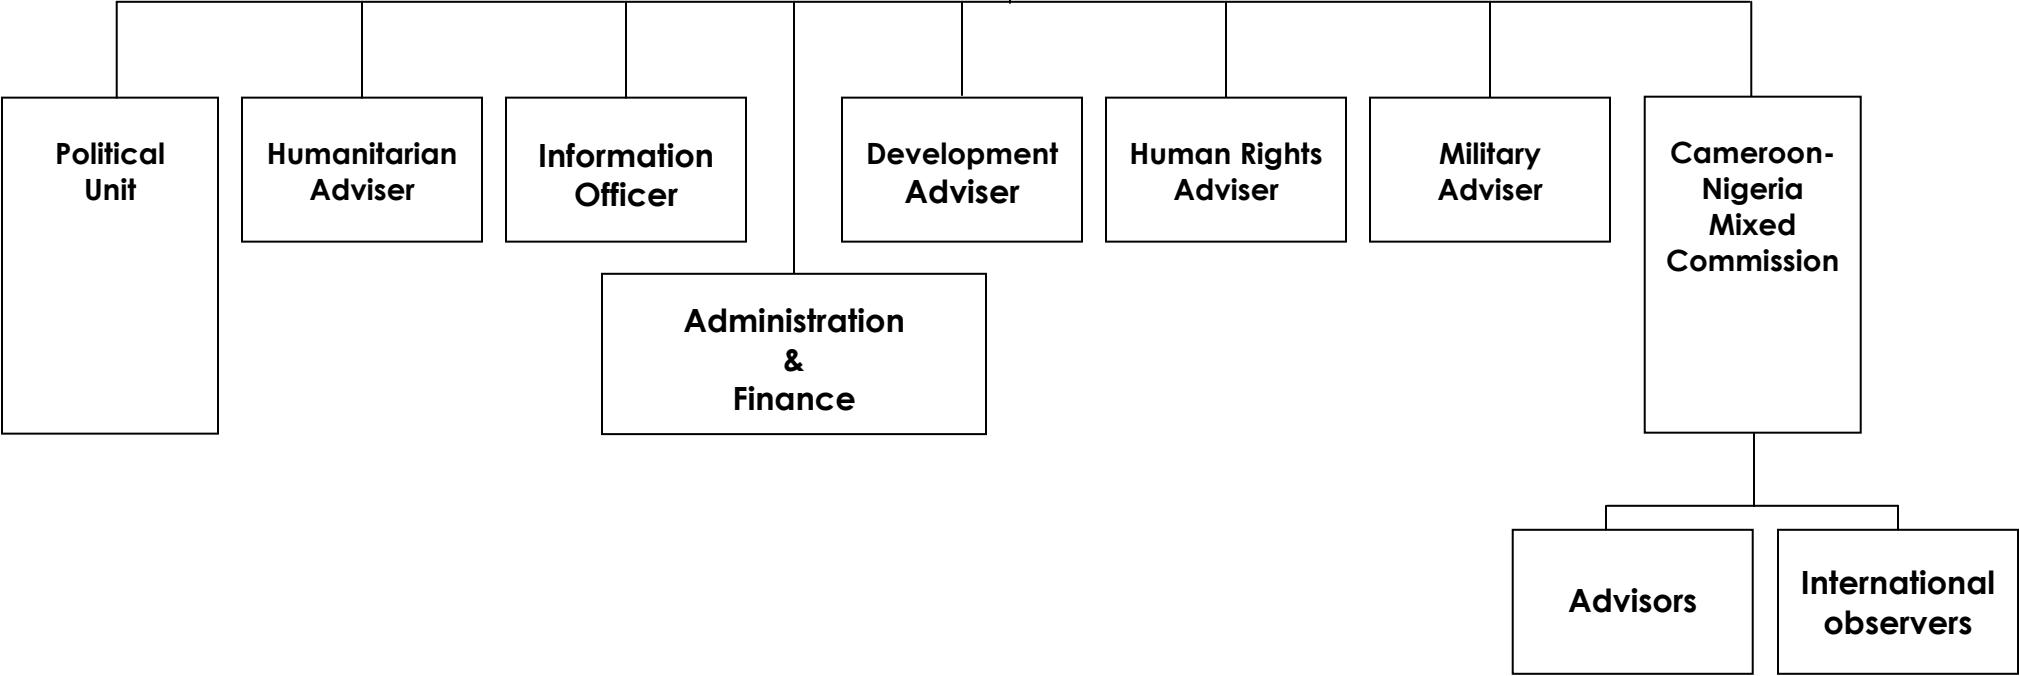 Political
Unit
Humanitarian
Adviser
Information
Officer
Development
Adviser
Human Rights
Adviser
Military
Adviser
Cameroon-
Nigeria
Mixed
Commission
Administration
&
Finance
Advisors
International
observers